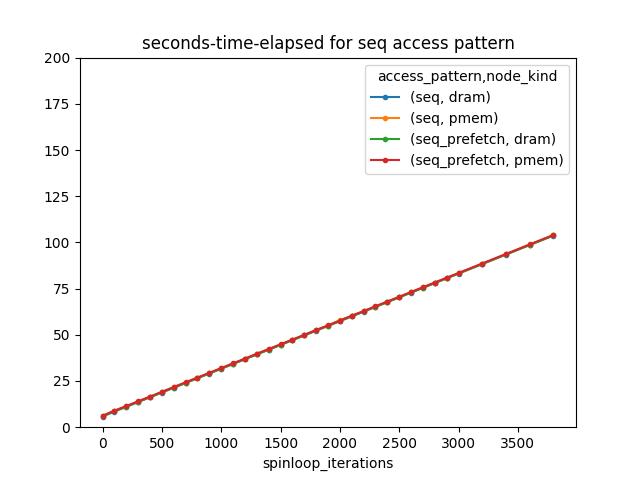 seconds-time-elapsed for seq access pattern
200
175
150
125
100
75
50
25
0
access_pattern,node_kind
(seq, dram)
(seq, pmem)
(seq_prefetch, dram)
(seq_prefetch, pmem)
0 500 1000 1500 2000 2500 3000 3500
spinloop_iterations